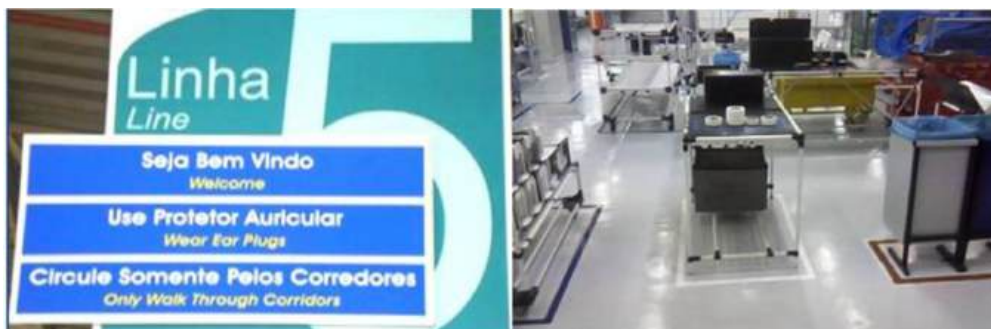 Linha
Line
5
Seja Bem Vindo
Welcome
Use Protetor Auricular
Wear Ear Plugs
Circule Somente Pelos Corredores
Only Walk Through Corridors